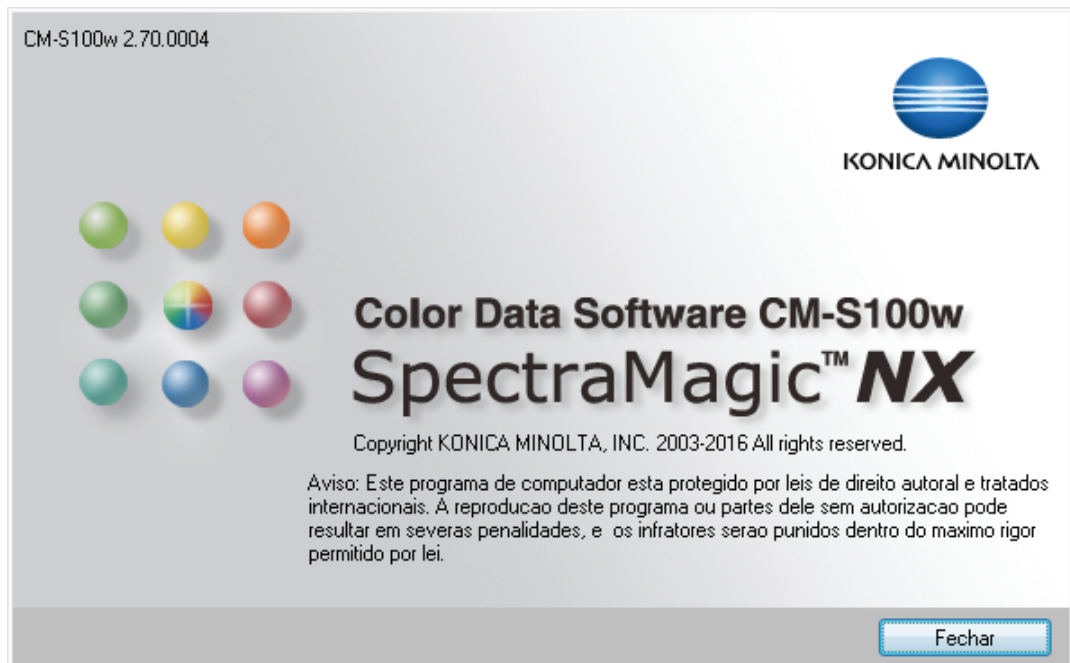 CM-S100w 2.70.0004
KONICA MINOLTA
Color Data Software CM-S100w
SpectraMagic™ NX
Copyright KONICA MINOLTA, INC. 2003-2016 All rights reserved.
Aviso: Este programa de computador esta protegido por leis de direito autoral e tratados
internacionais. A reproducao deste programa ou partes dele sem autorizacao pode
resultar em severas penalidades, e  os infratores serao punidos dentro do maximo rigor
permitido por lei.
Fechar